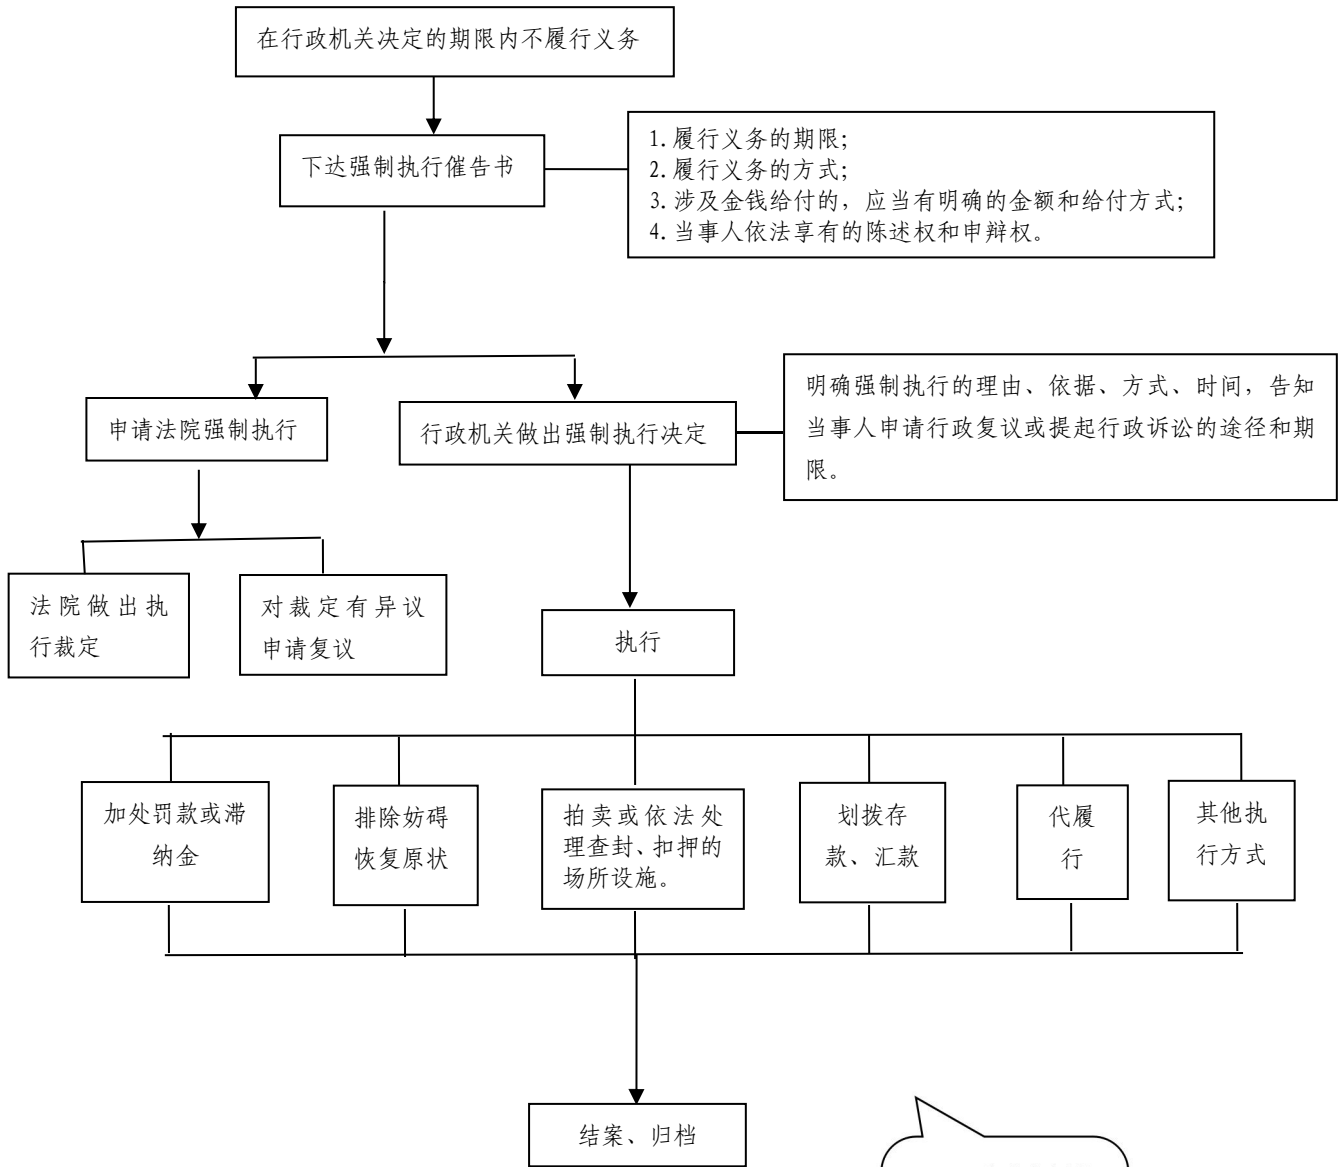 在行政机关决定的期限内不履行义务
下达强制执行催告书
1.履行义务的期限；
2.履行义务的方式；
3.涉及金钱给付的，应当有明确的金额和给付方式；
4.当事人依法享有的陈述权和申辩权。
申请法院强制执行
行政机关做出强制执行决定
明确强制执行的理由、依据、方式、时间，告知
当事人申请行政复议或提起行政诉讼的途径和期
限。
法院做出执
行裁定
对裁定有异议
申请复议
执行
加处罚款或滞
纳金
排除妨碍
恢复原状
拍卖或依法处
理查封、扣押的
场所设施。
划拨存
款、汇款
代履
行
其他执
行方式
结案、归档